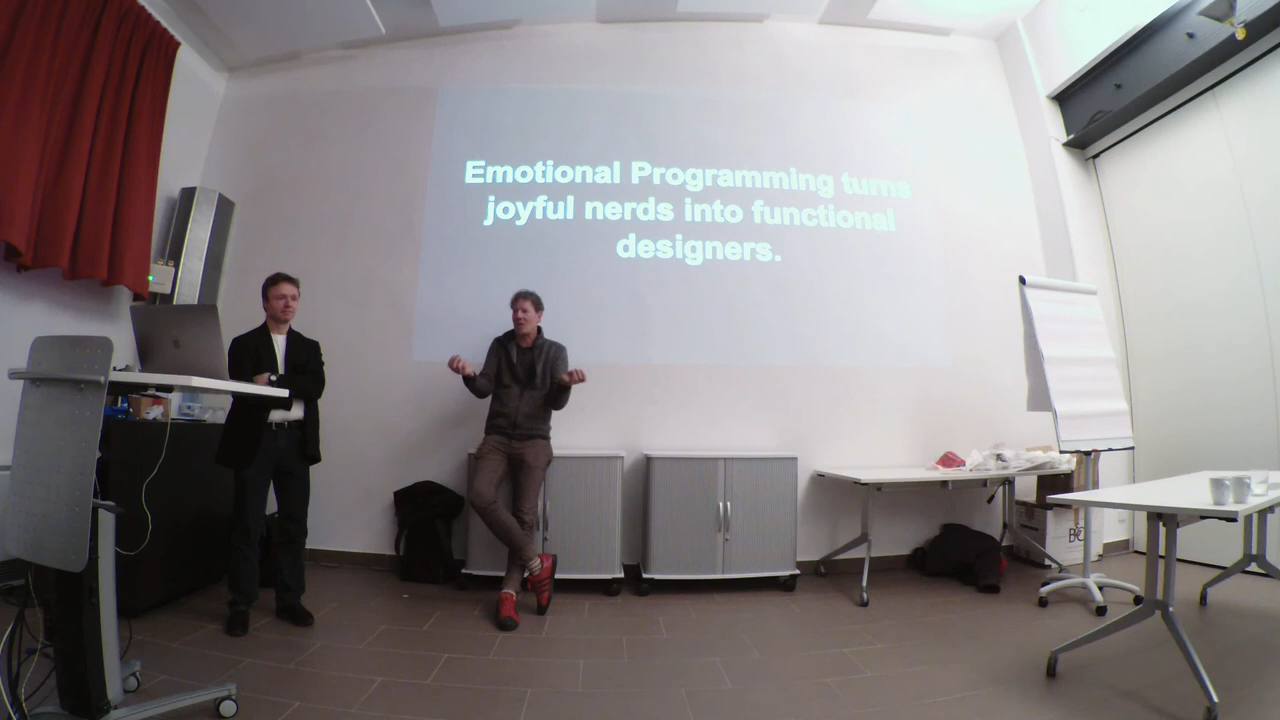 Emotional Programming turns
joyful nerds into functional
designers.